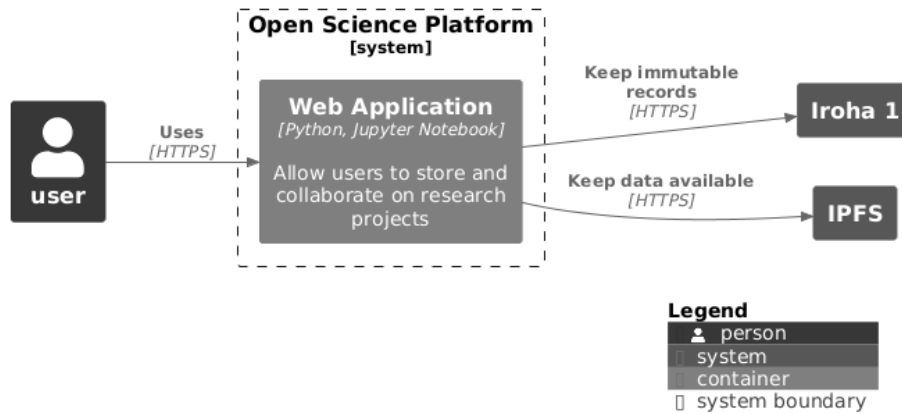 Open Science Platform
[system]
Web Application
[Python, Jupyter Notebook]
Allow users to store and
collaborate on research
projects
user
Uses
[HTTPS]
Keep immutable
records
[HTTPS]
Iroha 1
Keep data available
[HTTPS]
IPFS
Legend
person
system
container
system boundary